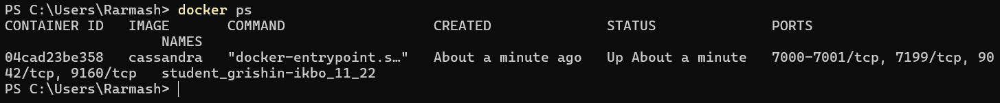 PS C:\Users\Rarmash> docker ps
CONTAINER ID   IMAGE       COMMAND                  CREATED              STATUS              PORTS
                   NAMES
04cad23be358   cassandra   "docker-entrypoint.s…"   About a minute ago   Up About a minute   7000-7001/tcp, 7199/tcp, 90
42/tcp, 9160/tcp   student_grishin-ikbo_11_22
PS C:\Users\Rarmash>